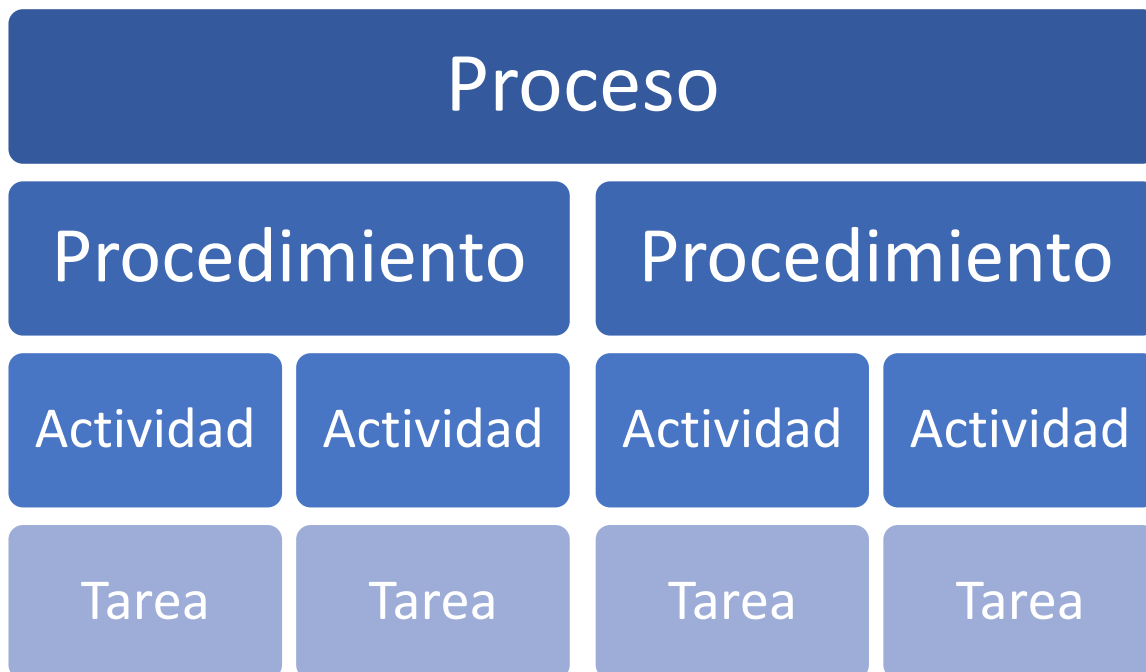 Proceso
Procedimiento Procedimiento
Actividad Actividad Actividad Actividad
Tarea Tarea Tarea Tarea